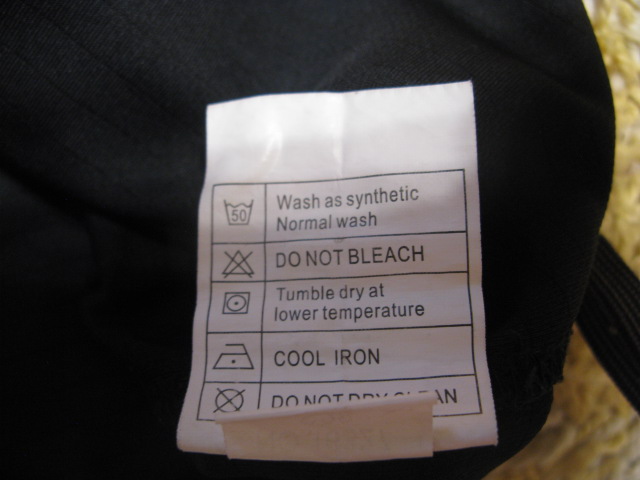 50
Wash as synthetic
Normal wash
DO NOT BLEACH
Tumble dry at
lower temperature
COOL IRON
DO NOT DRY CLEAN